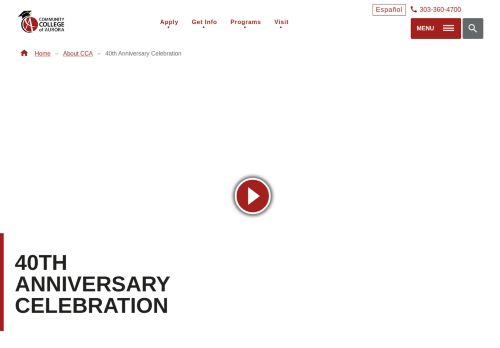 Español 303-360-4700
COMMUNITY
COLLEGE
of AURORA
Apply Get Info Programs Visit
MENU
Home – About CCA – 40th Anniversary Celebration
40TH
ANNIVERSARY
CELEBRATION